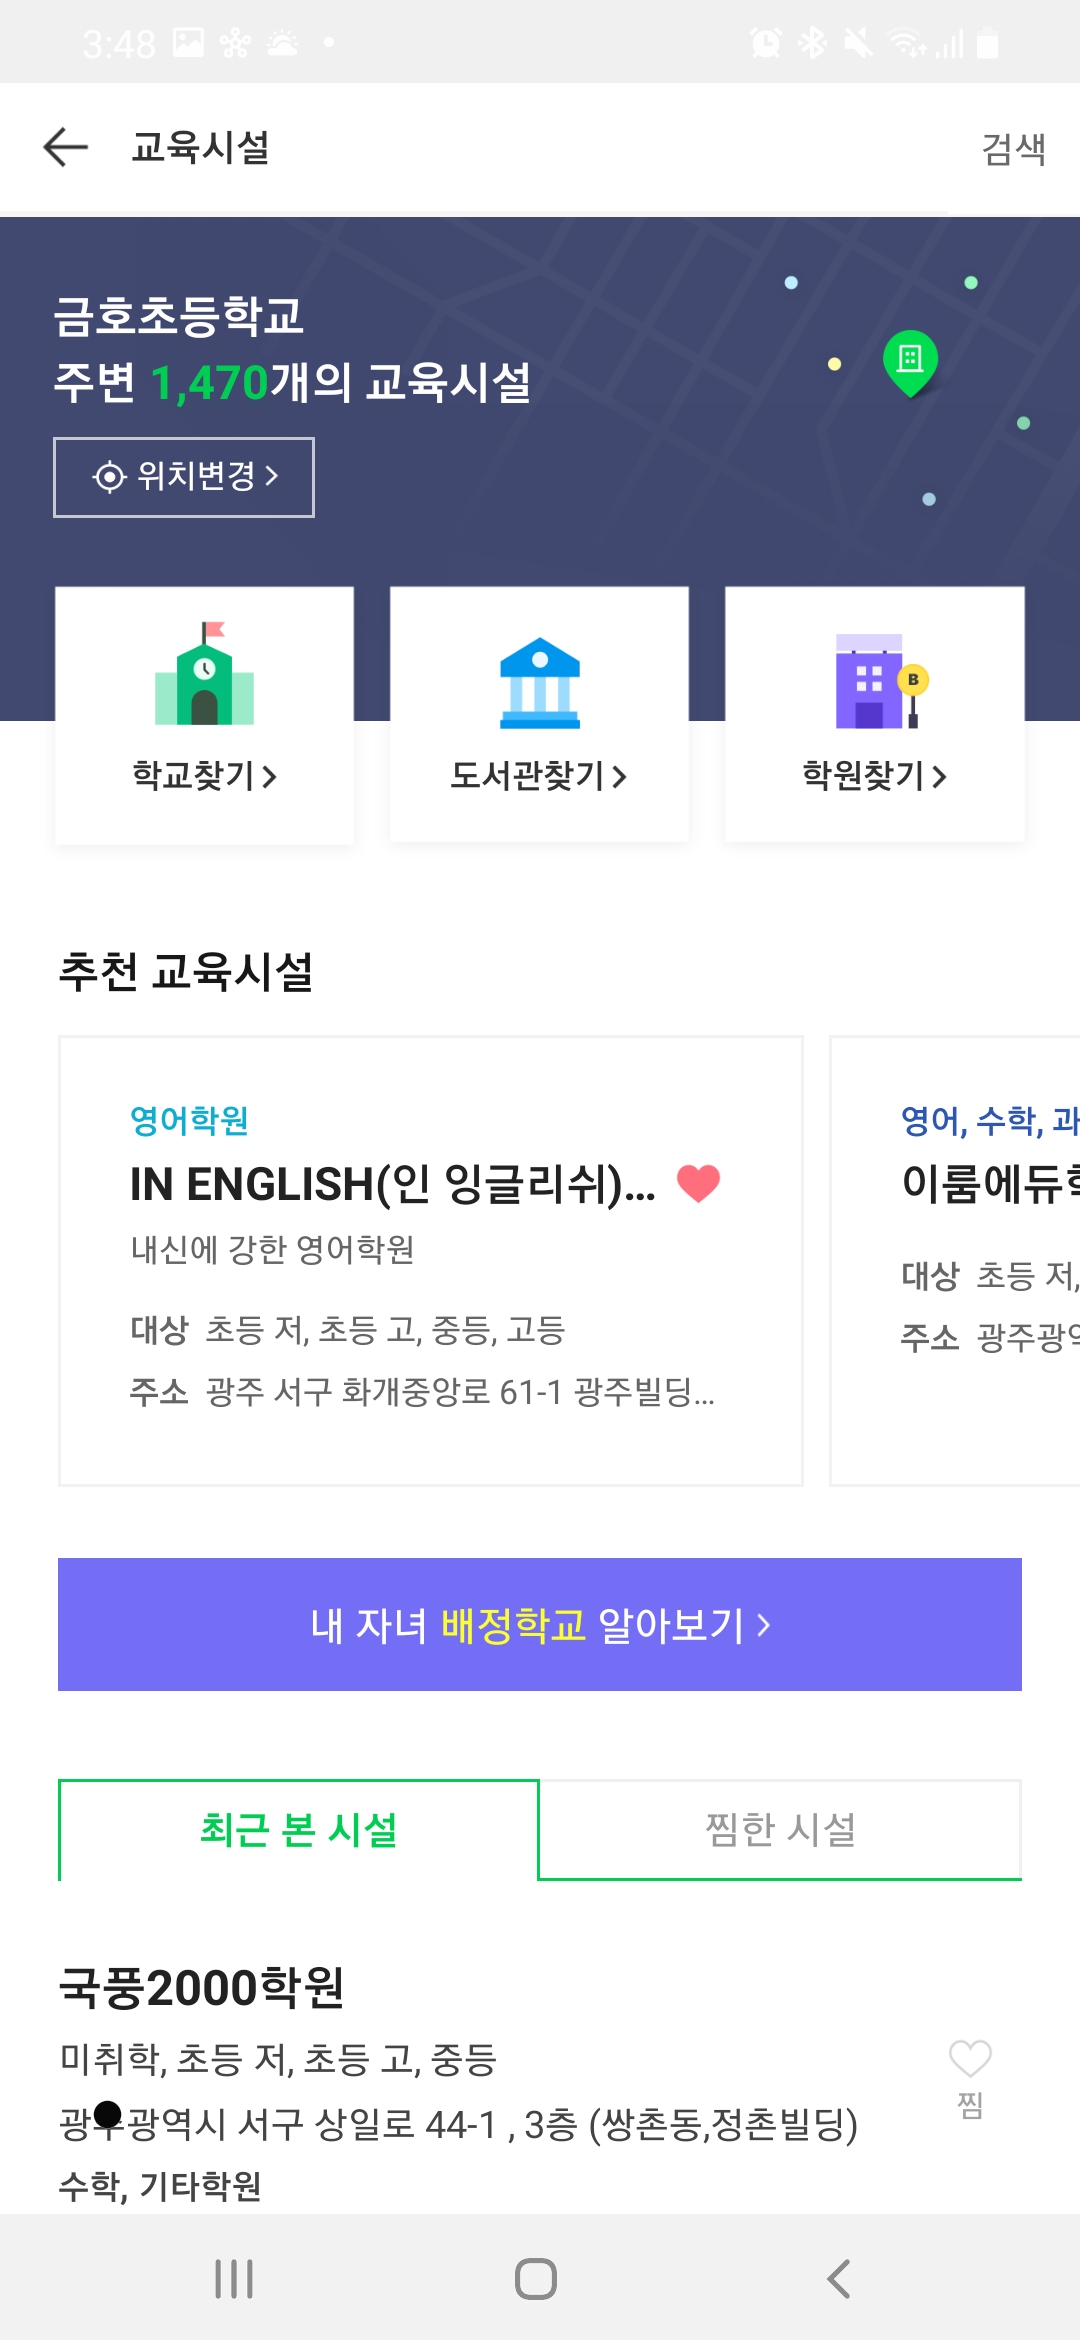 3:48
교육시설
검색
금호초등학교
주변 1,470개의 교육시설
위치변경
B
학교찾기
도서관찾기
학원찾기
추천 교육시설
영어학원
IN ENGLISH(인 잉글리쉬)...
내신에 강한 영어학원
대상 초등 저, 초등 고, 중등, 고등
주소 광주 서구 화개중앙로 61-1 광주빌딩...
영어, 수학, 과
이룸에듀학
대상 초등 저,
주소 광주광역
내 자녀 배정학교 알아보기
최근 본 시설
찜한 시설
국풍2000학원
미취학, 초등 저, 초등 고, 중등
찜
광주광역시 서구 상일로 44-1 , 3층 (쌍촌동,정촌빌딩)
수학, 기타학원